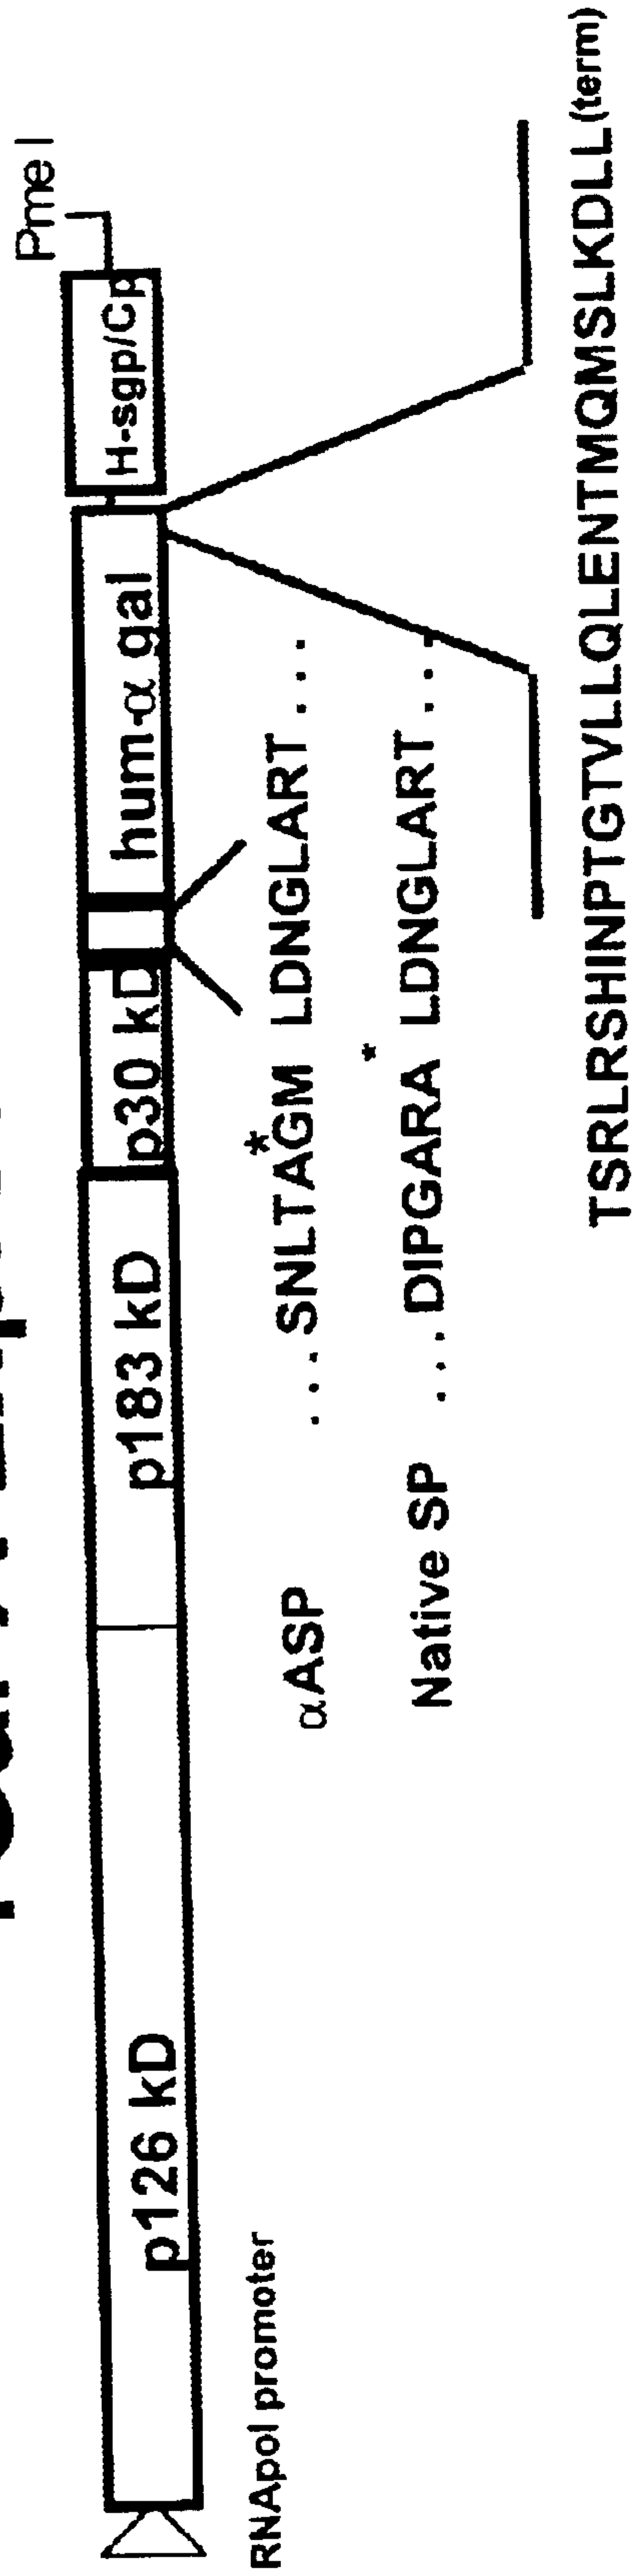 Pme I
p126 kD
p183 kD
p30 kD
hum-α gal
H-sgp/Cp
RNApol promoter
αASP ...SNLTAGM LDNGLART...
*
Native SP ...DIPGARA LDNGLART...
*
TSRLRSHINPTGTVLLQLENTMQMSLKDLL(term)